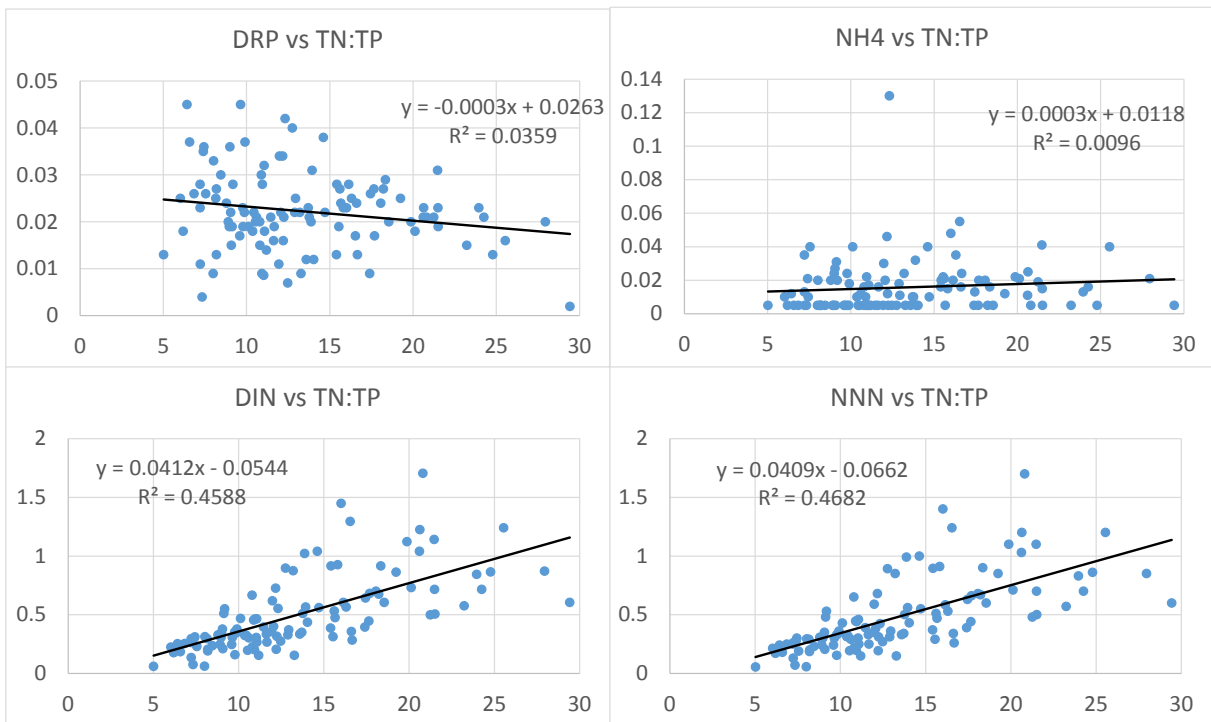 DRP vs TN:TP
0.05
0.04
0.03
0.02
0.01
0
0 5 10 15 20 25 30
y = -0.0003x + 0.0263
R² = 0.0359
NH4 vs TN:TP
0.14
0.12
0.1
0.08
0.06
0.04
0.02
0
0 5 10 15 20 25 30
y = 0.0003x + 0.0118
R² = 0.0096
DIN vs TN:TP
2
1.5
1
0.5
0
0 5 10 15 20 25 30
y = 0.0412x - 0.0544
R² = 0.4588
NNN vs TN:TP
2
1.5
1
0.5
0
0 5 10 15 20 25 30
y = 0.0409x - 0.0662
R² = 0.4682